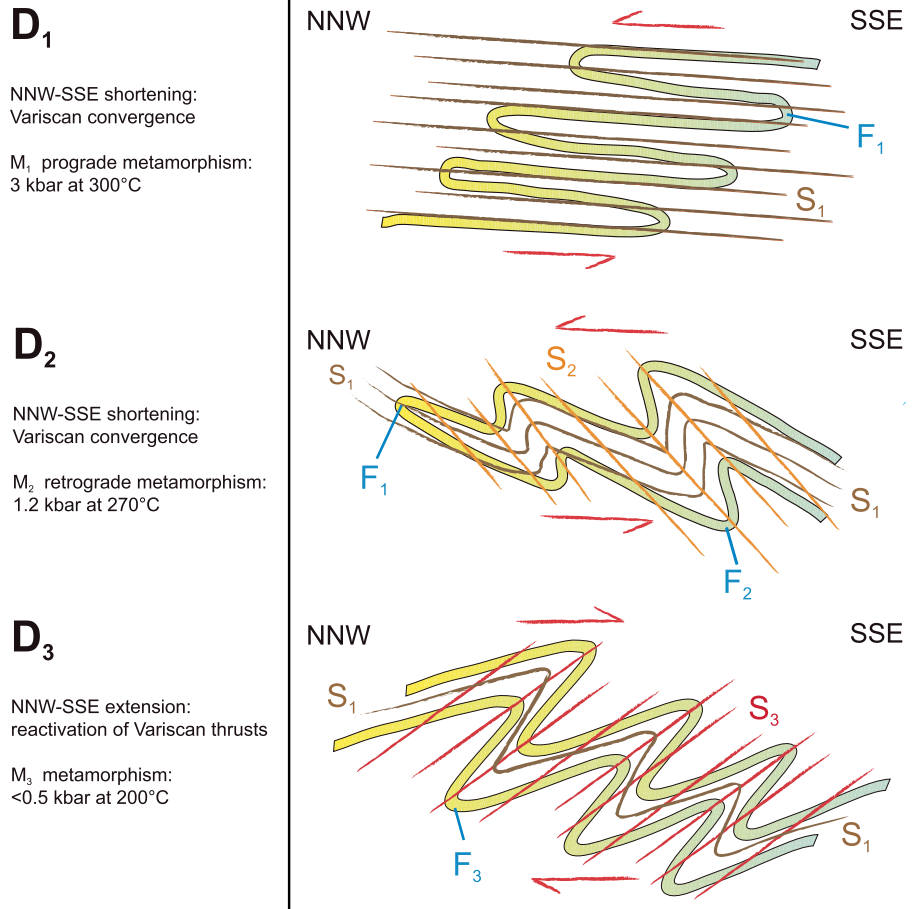 D1
NNW-SSE shortening:
Variscan convergence
M1 prograde metamorphism:
3 kbar at 300°C
NNW
SSE
F1
S1
D2
NNW-SSE shortening:
Variscan convergence
M2 retrograde metamorphism:
1.2 kbar at 270°C
NNW
SSE
S1
S2
F1
S1
F2
D3
NNW-SSE extension:
reactivation of Variscan thrusts
M3 metamorphism:
<0.5 kbar at 200°C
NNW
SSE
S1
S3
S1
F3